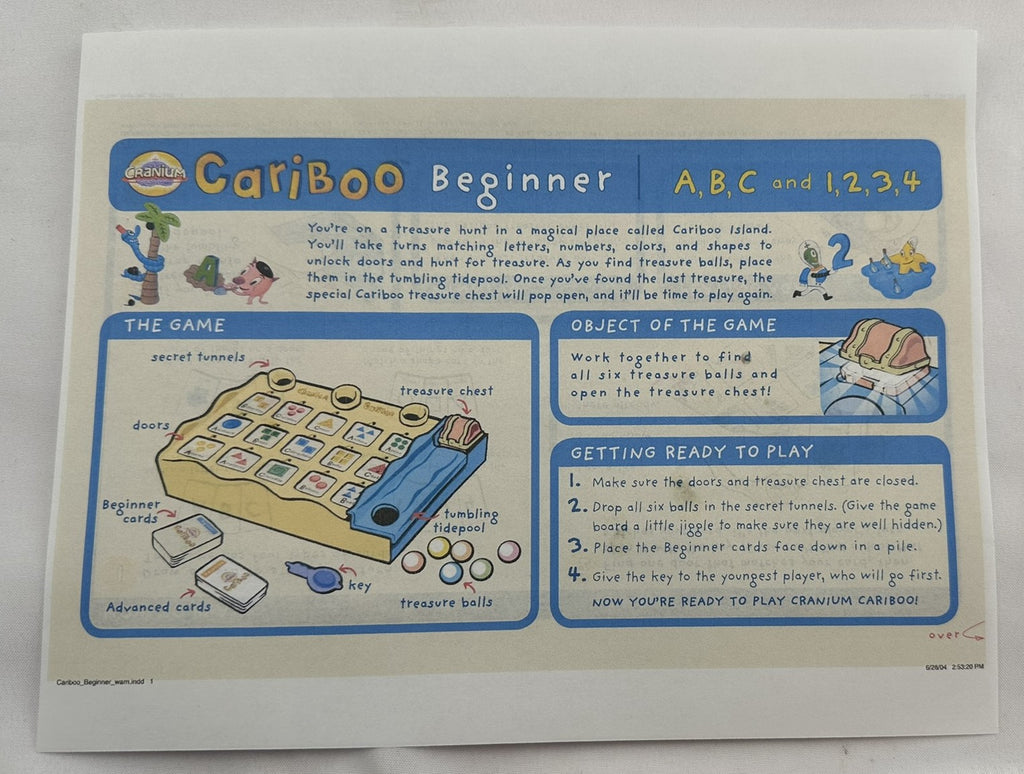 CRANIUM
CARIBOO Beginner A, B, C and 1, 2, 3, 4
You're on a treasure hunt in a magical place called Cariboo Island.
You'll take turns matching letters, numbers, colors, and shapes to
unlock doors and hunt for treasure. As you find treasure balls, place
them in the tumbling tidepool. Once you've found the last treasure, the
special Cariboo treasure chest will pop open, and it'll be time to play again.
A
2
THE GAME
secret tunnels
treasure chest
doors
Beginner
cards
tumbling
tidepool
key
Advanced cards
treasure balls
OBJECT OF THE GAME
Work together to find
all six treasure balls and
open the treasure chest!
GETTING READY TO PLAY
1. Make sure the doors and treasure chest are closed.
2. Drop all six balls in the secret tunnels. (Give the game
board a little jiggle to make sure they are well hidden.)
3. Place the Beginner cards face down in a pile.
4. Give the key to the youngest player, who will go first.
NOW YOU'RE READY TO PLAY CRANIUM CARIBOO!
over
Cariboo_Beginner_wam.indd 1
5/26/04 2:53:20 PM